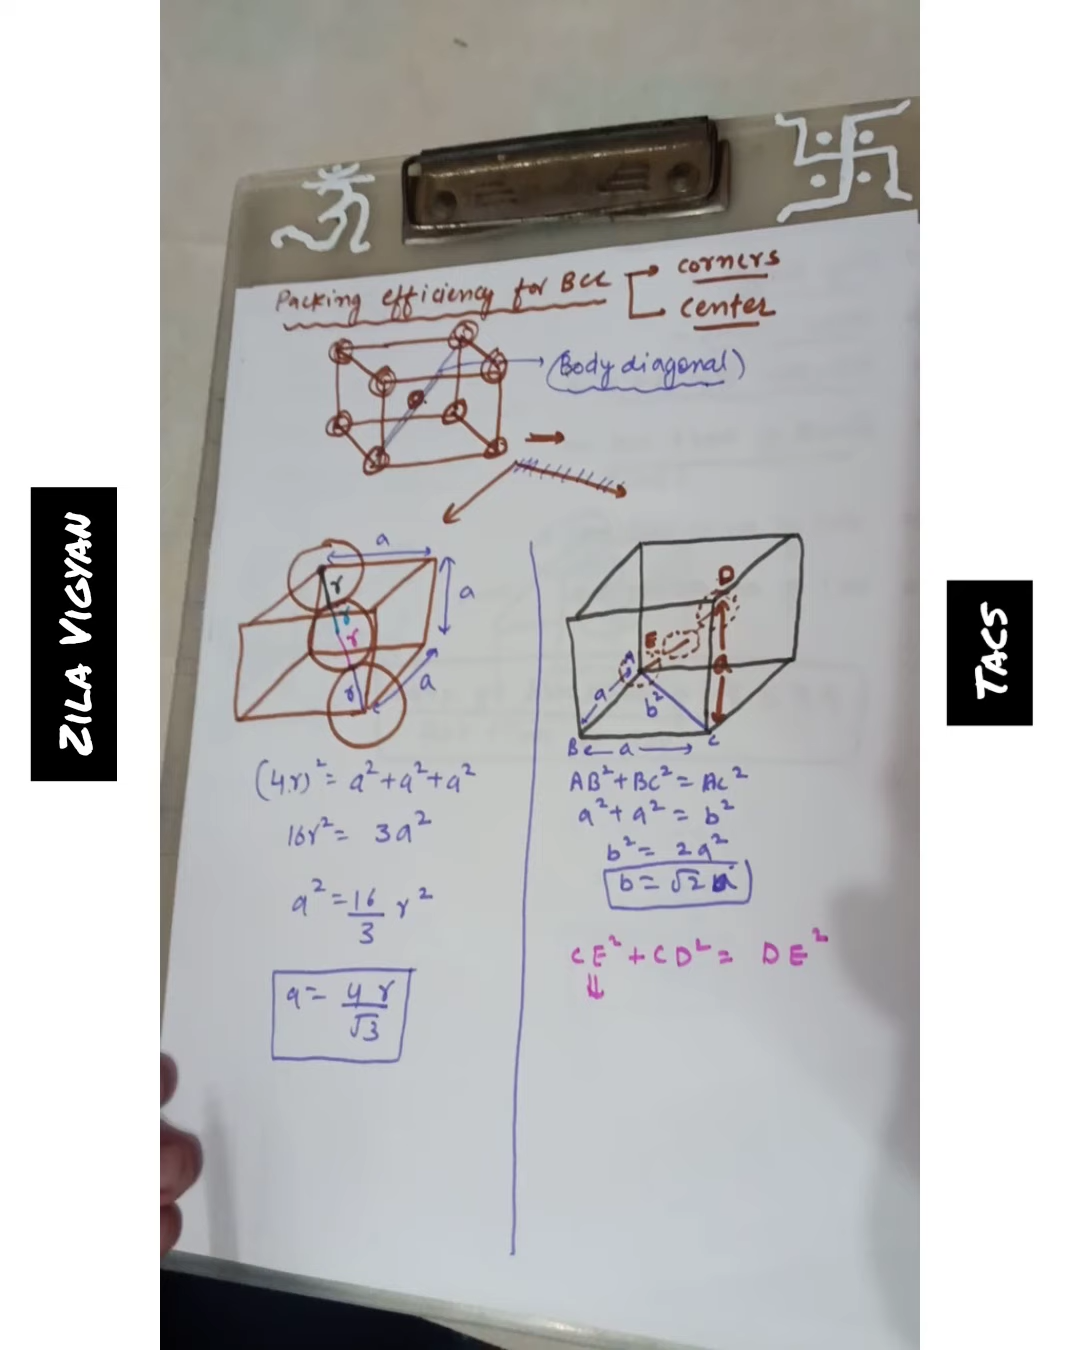 ॐ
Packing efficiency for BCC
corners
center
(Body diagonal)
a
r
a
r
r
r
a
(4r)² = a² + a² + a²
16r² = 3a²
a² = 16/3 r²
a = 4r/√3
D
E
A
a
a
b²
B a C
AB² + BC² = AC²
a² + a² = b²
b² = 2a²
b = √2 a
CE² + CD² = DE²
ZILA VIGYAN
TACS